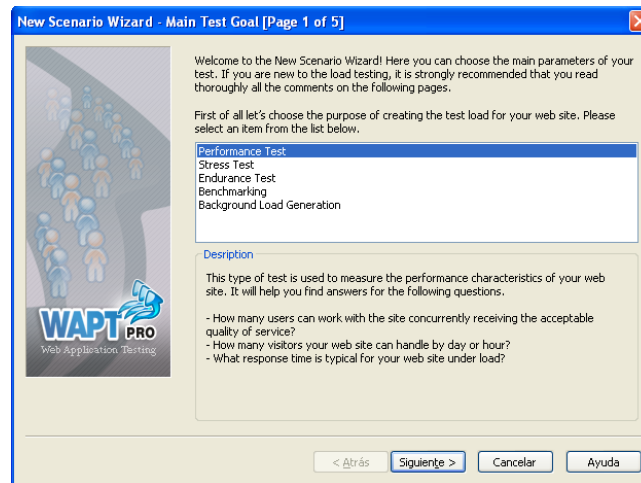 New Scenario Wizard - Main Test Goal [Page 1 of 5]
Welcome to the New Scenario Wizard! Here you can choose the main parameters of your
test. If you are new to the load testing, it is strongly recommended that you read
thoroughly all the comments on the following pages.
First of all let's choose the purpose of creating the test load for your web site. Please
select an item from the list below.
Performance Test
Stress Test
Endurance Test
Benchmarking
Background Load Generation
Desription
This type of test is used to measure the performance characteristics of your web
site. It will help you find answers for the following questions.
- How many users can work with the site concurrently receiving the acceptable
quality of service?
- How many visitors your web site can handle by day or hour?
- What response time is typical for your web site under load?
WAPT PRO
Web Application Testing
< Atrás
Siguiente >
Cancelar
Ayuda